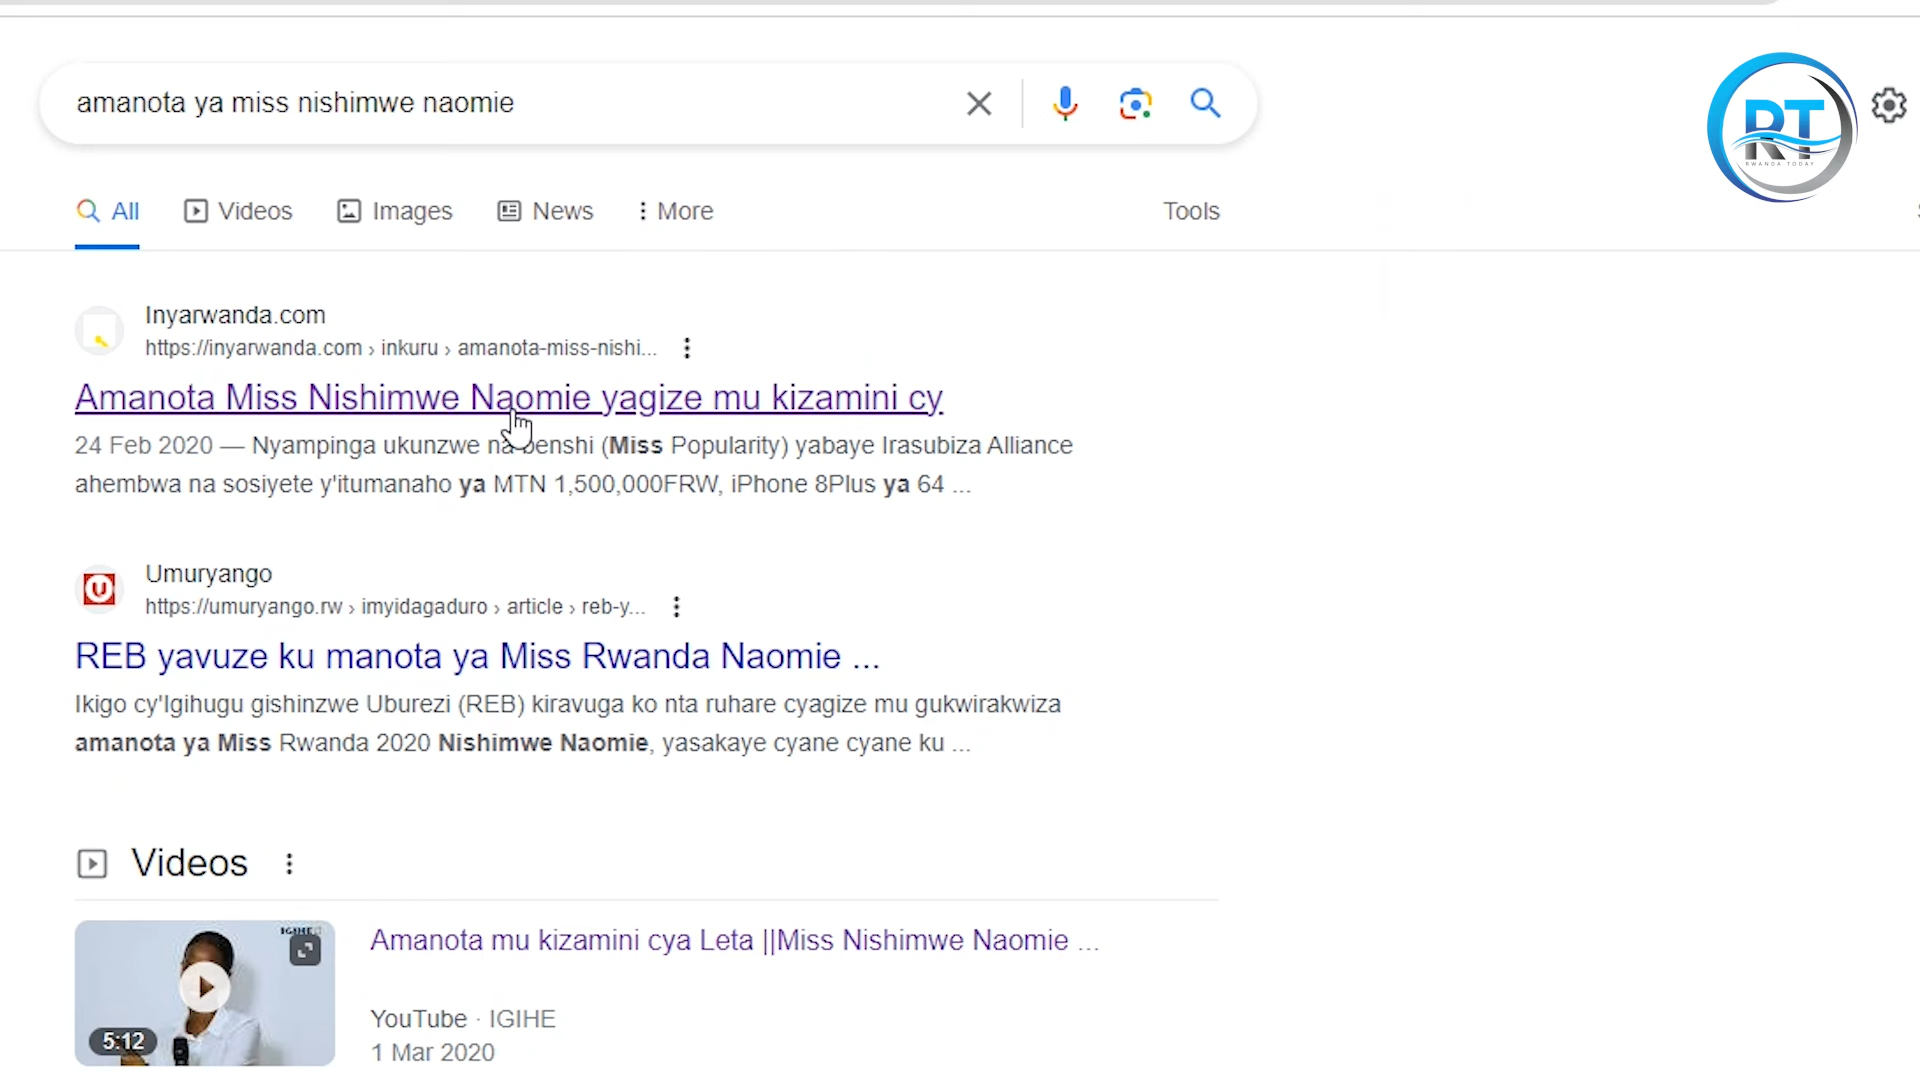 amanota ya miss nishimwe naomie
RT
RWANDA TODAY
All Videos Images News More Tools
Inyarwanda.com
https://inyarwanda.com › inkuru › amanota-miss-nishi...
Amanota Miss Nishimwe Naomie yagize mu kizamini cy
24 Feb 2020 — Nyampinga ukunzwe na benshi (Miss Popularity) yabaye Irasubiza Alliance
ahembwa na sosiyete y'itumanaho ya MTN 1,500,000FRW, iPhone 8Plus ya 64 ...
Umuryango
https://umuryango.rw › imyidagaduro › article › reb-y...
REB yavuze ku manota ya Miss Rwanda Naomie ...
Ikigo cy'Igihugu gishinzwe Uburezi (REB) kiravuga ko nta ruhare cyagize mu gukwirakwiza
amanota ya Miss Rwanda 2020 Nishimwe Naomie, yasakaye cyane cyane ku ...
Videos
IGIHE
5:12
Amanota mu kizamini cya Leta ||Miss Nishimwe Naomie ...
YouTube · IGIHE
1 Mar 2020